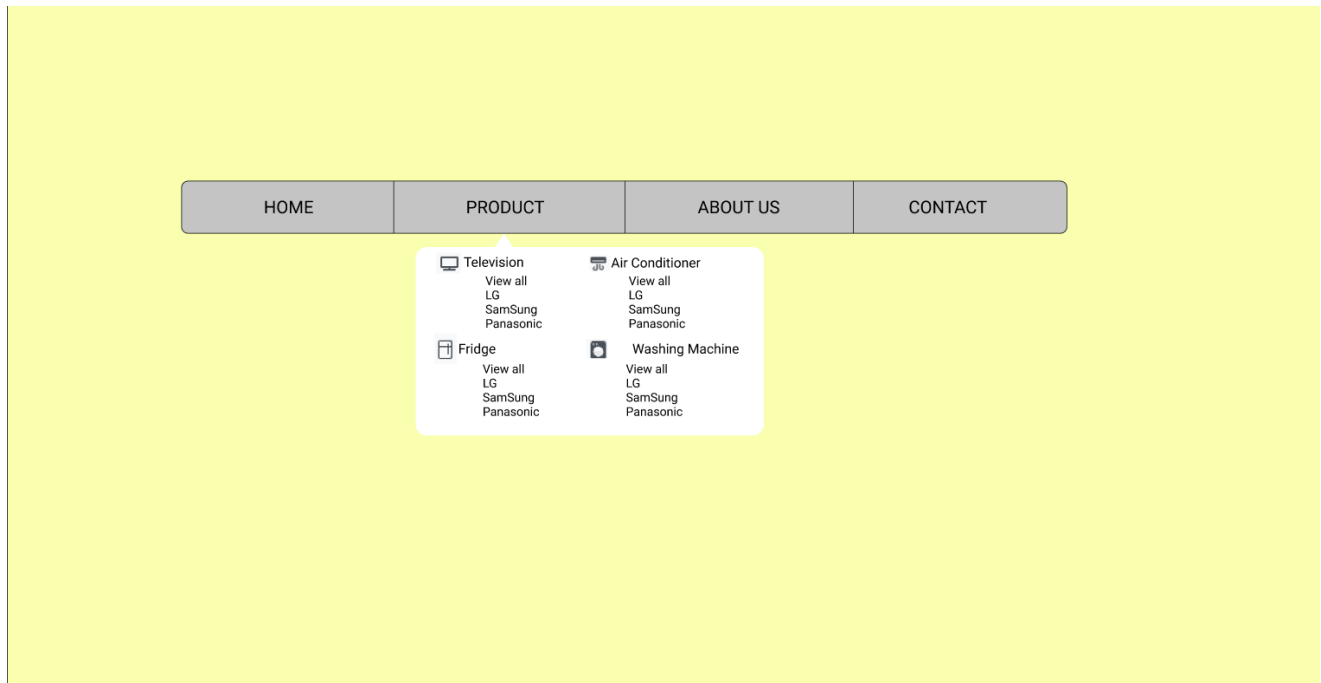 HOME PRODUCT ABOUT US CONTACT
Television
View all
LG
SamSung
Panasonic
Air Conditioner
View all
LG
SamSung
Panasonic
Fridge
View all
LG
SamSung
Panasonic
Washing Machine
View all
LG
SamSung
Panasonic